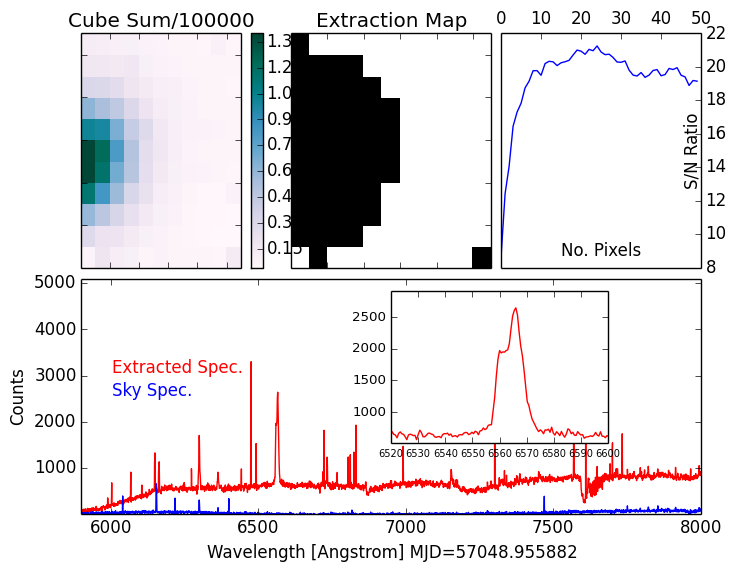 Cube Sum/100000
Extraction Map
0 10 20 30 40 50
1.3
1.2
1.0
0.9
0.7
0.6
0.4
0.3
0.15
22
20
18
16
14
12
10
8
S/N Ratio
No. Pixels
5000
4000
3000
2000
1000
Counts
Extracted Spec.
Sky Spec.
2500
2000
1500
1000
6520 6530 6540 6550 6560 6570 6580 6590 6600
6000 6500 7000 7500 8000
Wavelength [Angstrom] MJD=57048.955882